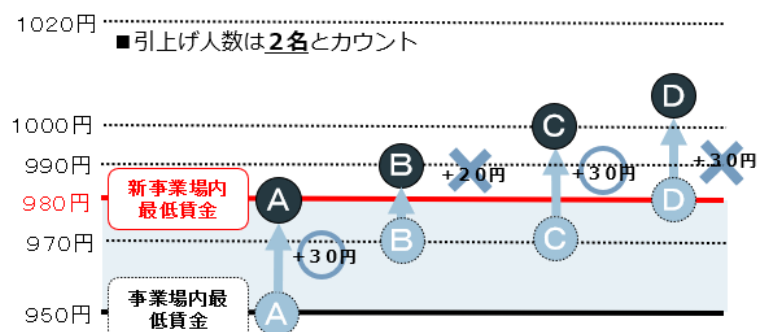 1020円
■引上げ人数は２名とカウント
D
1000円
C
990円
B
+20円
+30円
+30円
新事業場内
最低賃金
980円
A
D
970円
B
C
+30円
事業場内最
低賃金
950円
A